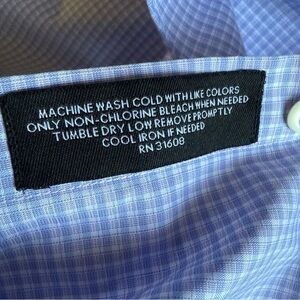 MACHINE WASH COLD WITH LIKE COLORS
ONLY NON-CHLORINE BLEACH WHEN NEEDED
TUMBLE DRY LOW REMOVE PROMPTLY
COOL IRON IF NEEDED
RN 31608